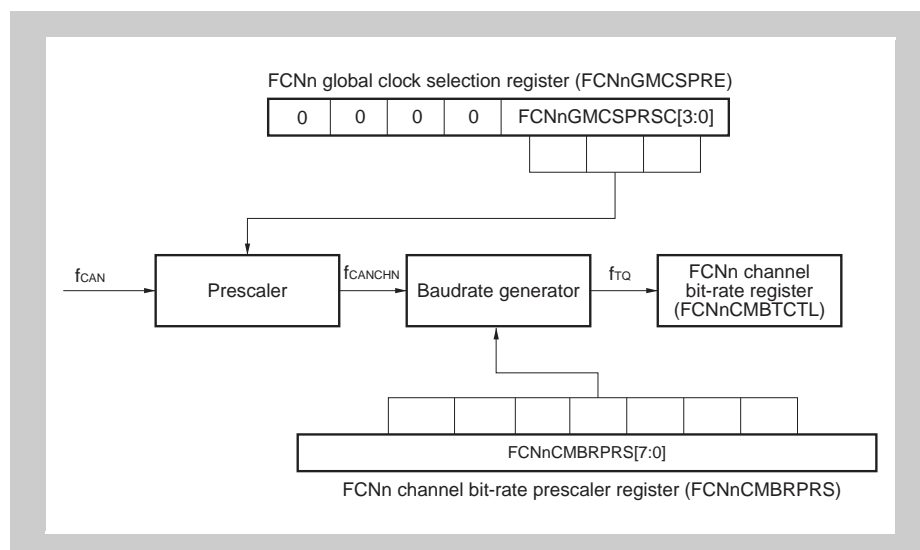 FCNn global clock selection register (FCNnGMCSPRE)
0 0 0 0 FCNnGMCSPRSC[3:0]
fCAN
Prescaler
fCANCHN
Baudrate generator
fTQ
FCNn channel
bit-rate register
(FCNnCMBTCTL)
FCNnCMBRPRS[7:0]
FCNn channel bit-rate prescaler register (FCNnCMBRPRS)